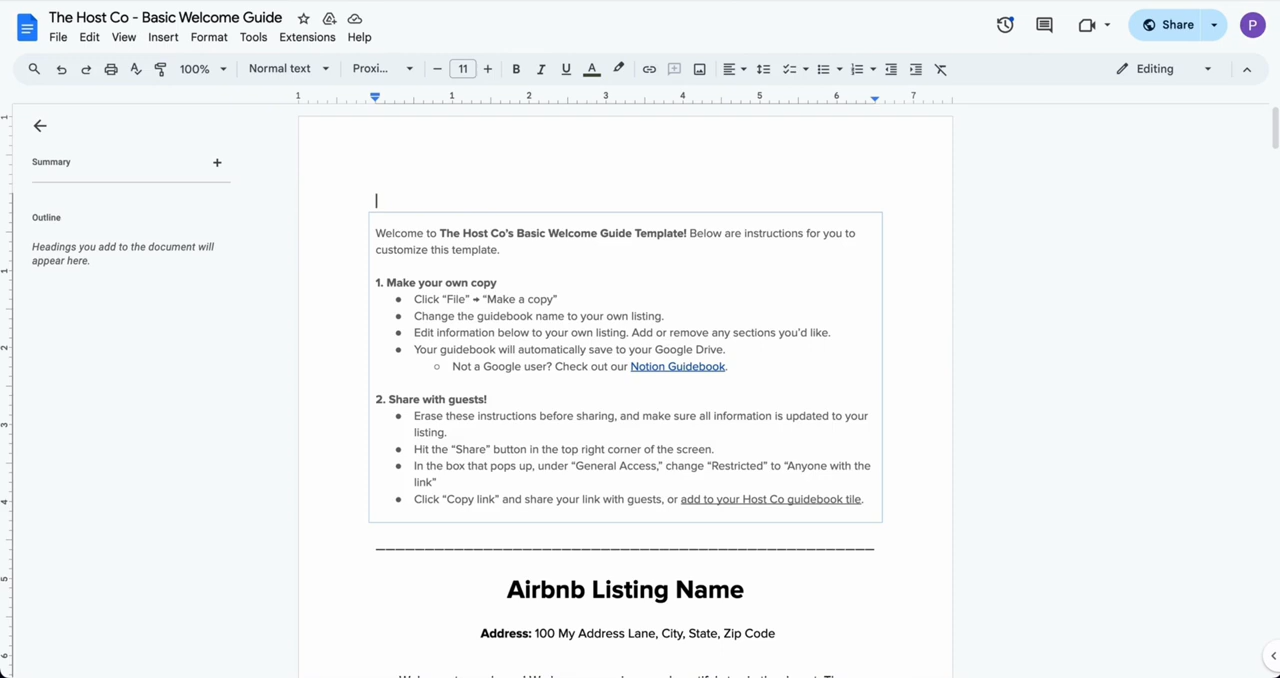 The Host Co - Basic Welcome Guide
File Edit View Insert Format Tools Extensions Help
Share
P
100% Normal text Proxi... 11 Editing
1 1 2 3 4 5 6 7
Summary
Outline
Headings you add to the document will
appear here.
Welcome to The Host Co's Basic Welcome Guide Template! Below are instructions for you to
customize this template.
1. Make your own copy
● Click “File” → “Make a copy”
● Change the guidebook name to your own listing.
● Edit information below to your own listing. Add or remove any sections you'd like.
● Your guidebook will automatically save to your Google Drive.
○ Not a Google user? Check out our Notion Guidebook.
2. Share with guests!
● Erase these instructions before sharing, and make sure all information is updated to your
listing.
● Hit the “Share” button in the top right corner of the screen.
● In the box that pops up, under “General Access,” change “Restricted” to “Anyone with the
link”
● Click “Copy link” and share your link with guests, or add to your Host Co guidebook tile.
Airbnb Listing Name
Address: 100 My Address Lane, City, State, Zip Code